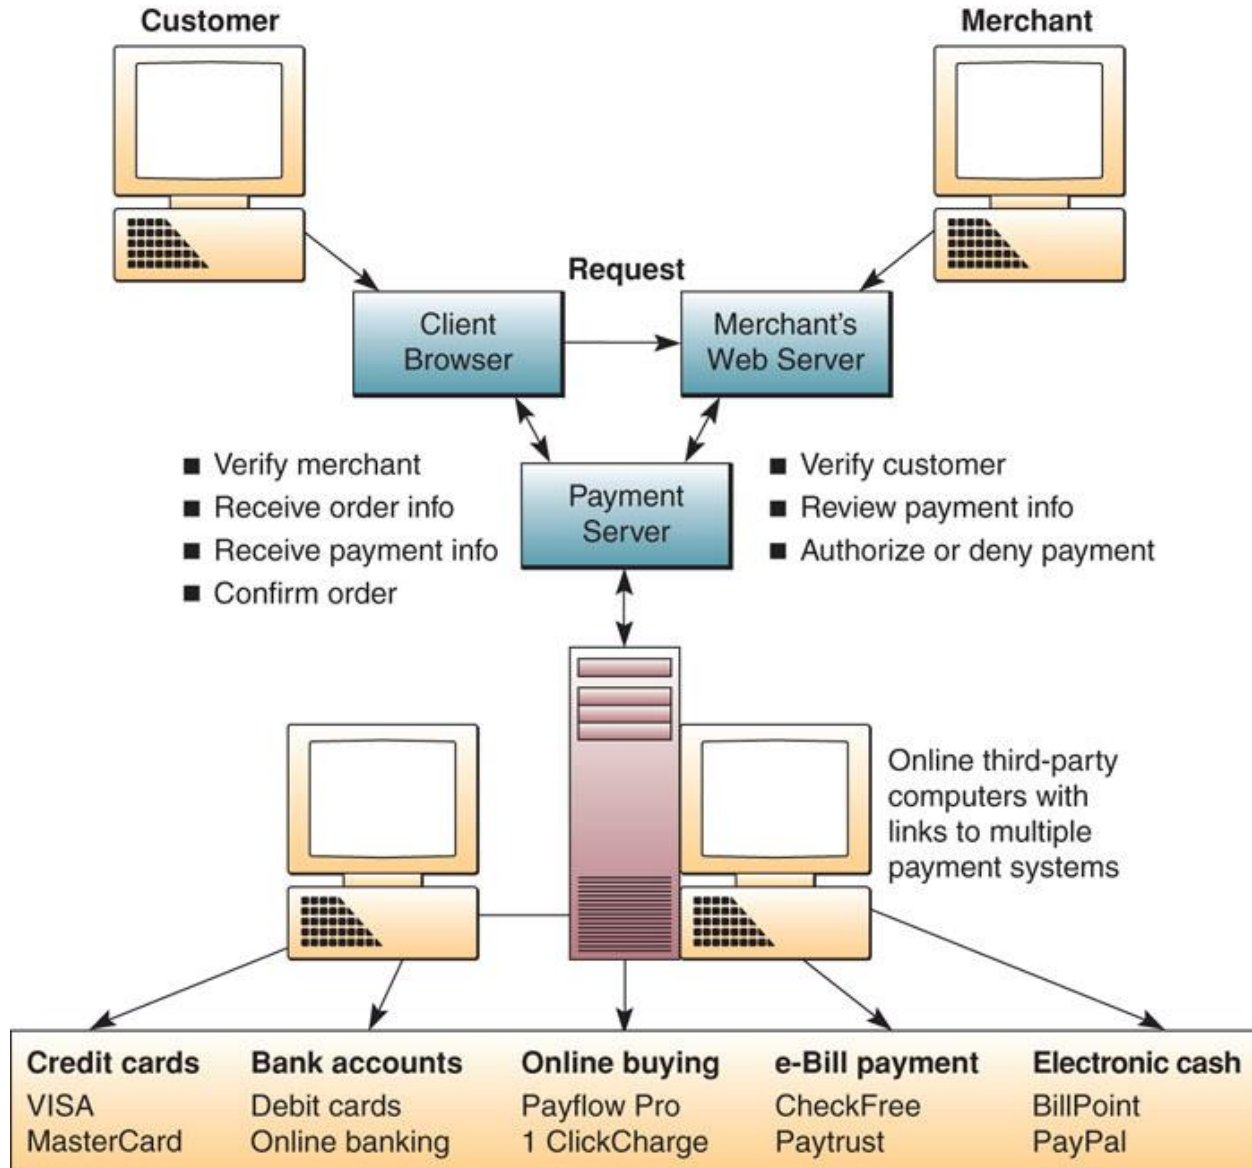 Customer
Merchant
Request
Client
Browser
Merchant's
Web Server
■ Verify merchant
■ Receive order info
■ Receive payment info
■ Confirm order
Payment
Server
■ Verify customer
■ Review payment info
■ Authorize or deny payment
Online third-party
computers with
links to multiple
payment systems
Credit cards
VISA
MasterCard
Bank accounts
Debit cards
Online banking
Online buying
Payflow Pro
1 ClickCharge
e-Bill payment
CheckFree
Paytrust
Electronic cash
BillPoint
PayPal